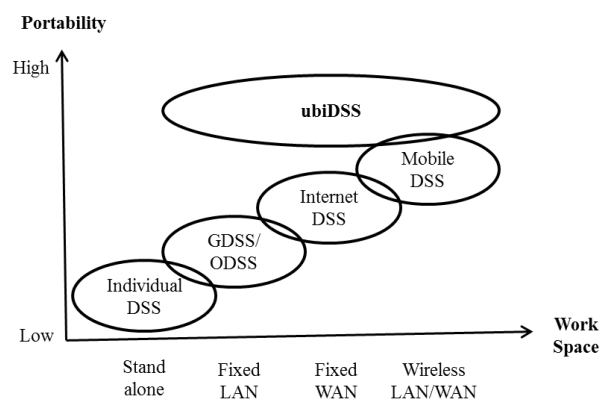 Portability
High
ubiDSS
Mobile
DSS
Internet
DSS
GDSS/
ODSS
Individual
DSS
Low
Work
Space
Stand
alone
Fixed
LAN
Fixed
WAN
Wireless
LAN/WAN